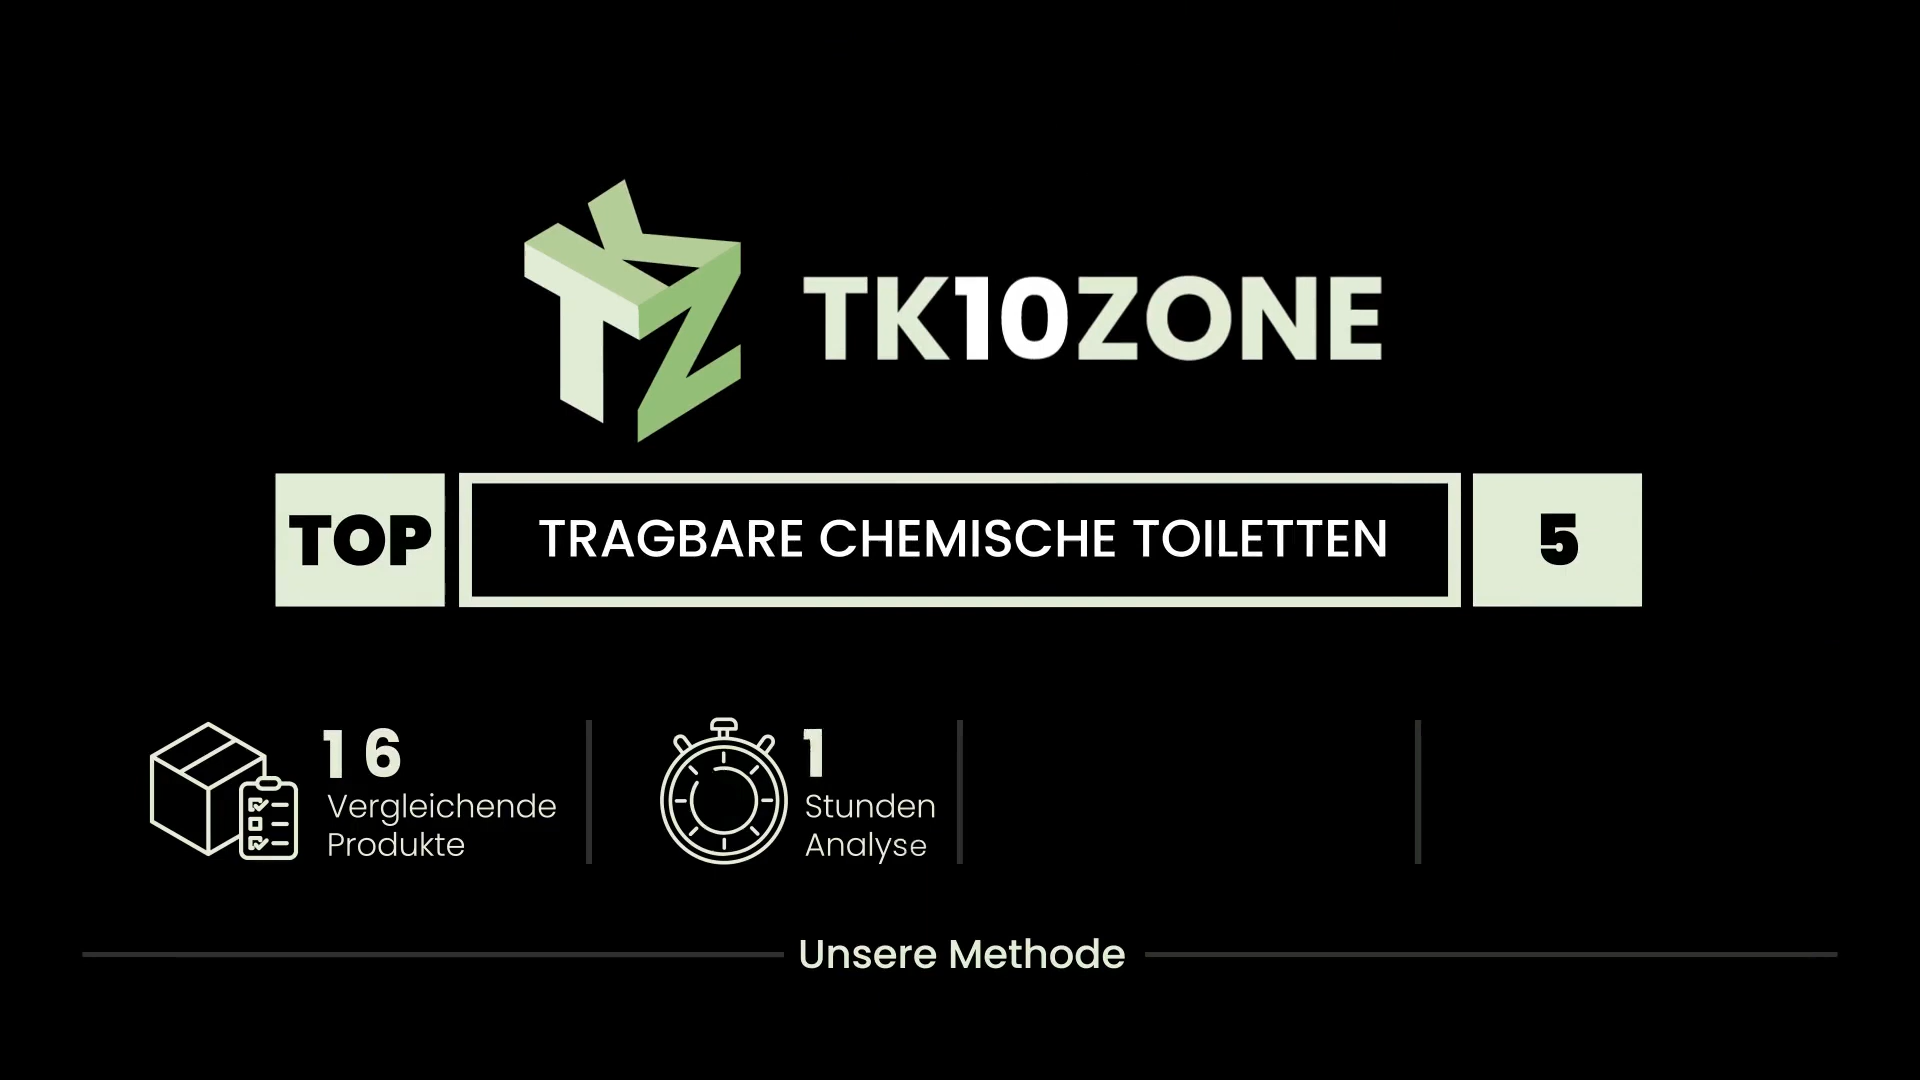 TK10ZONE
TOP TRAGBARE CHEMISCHE TOILETTEN 5
16
Vergleichende
Produkte
1
Stunden
Analyse
Unsere Methode